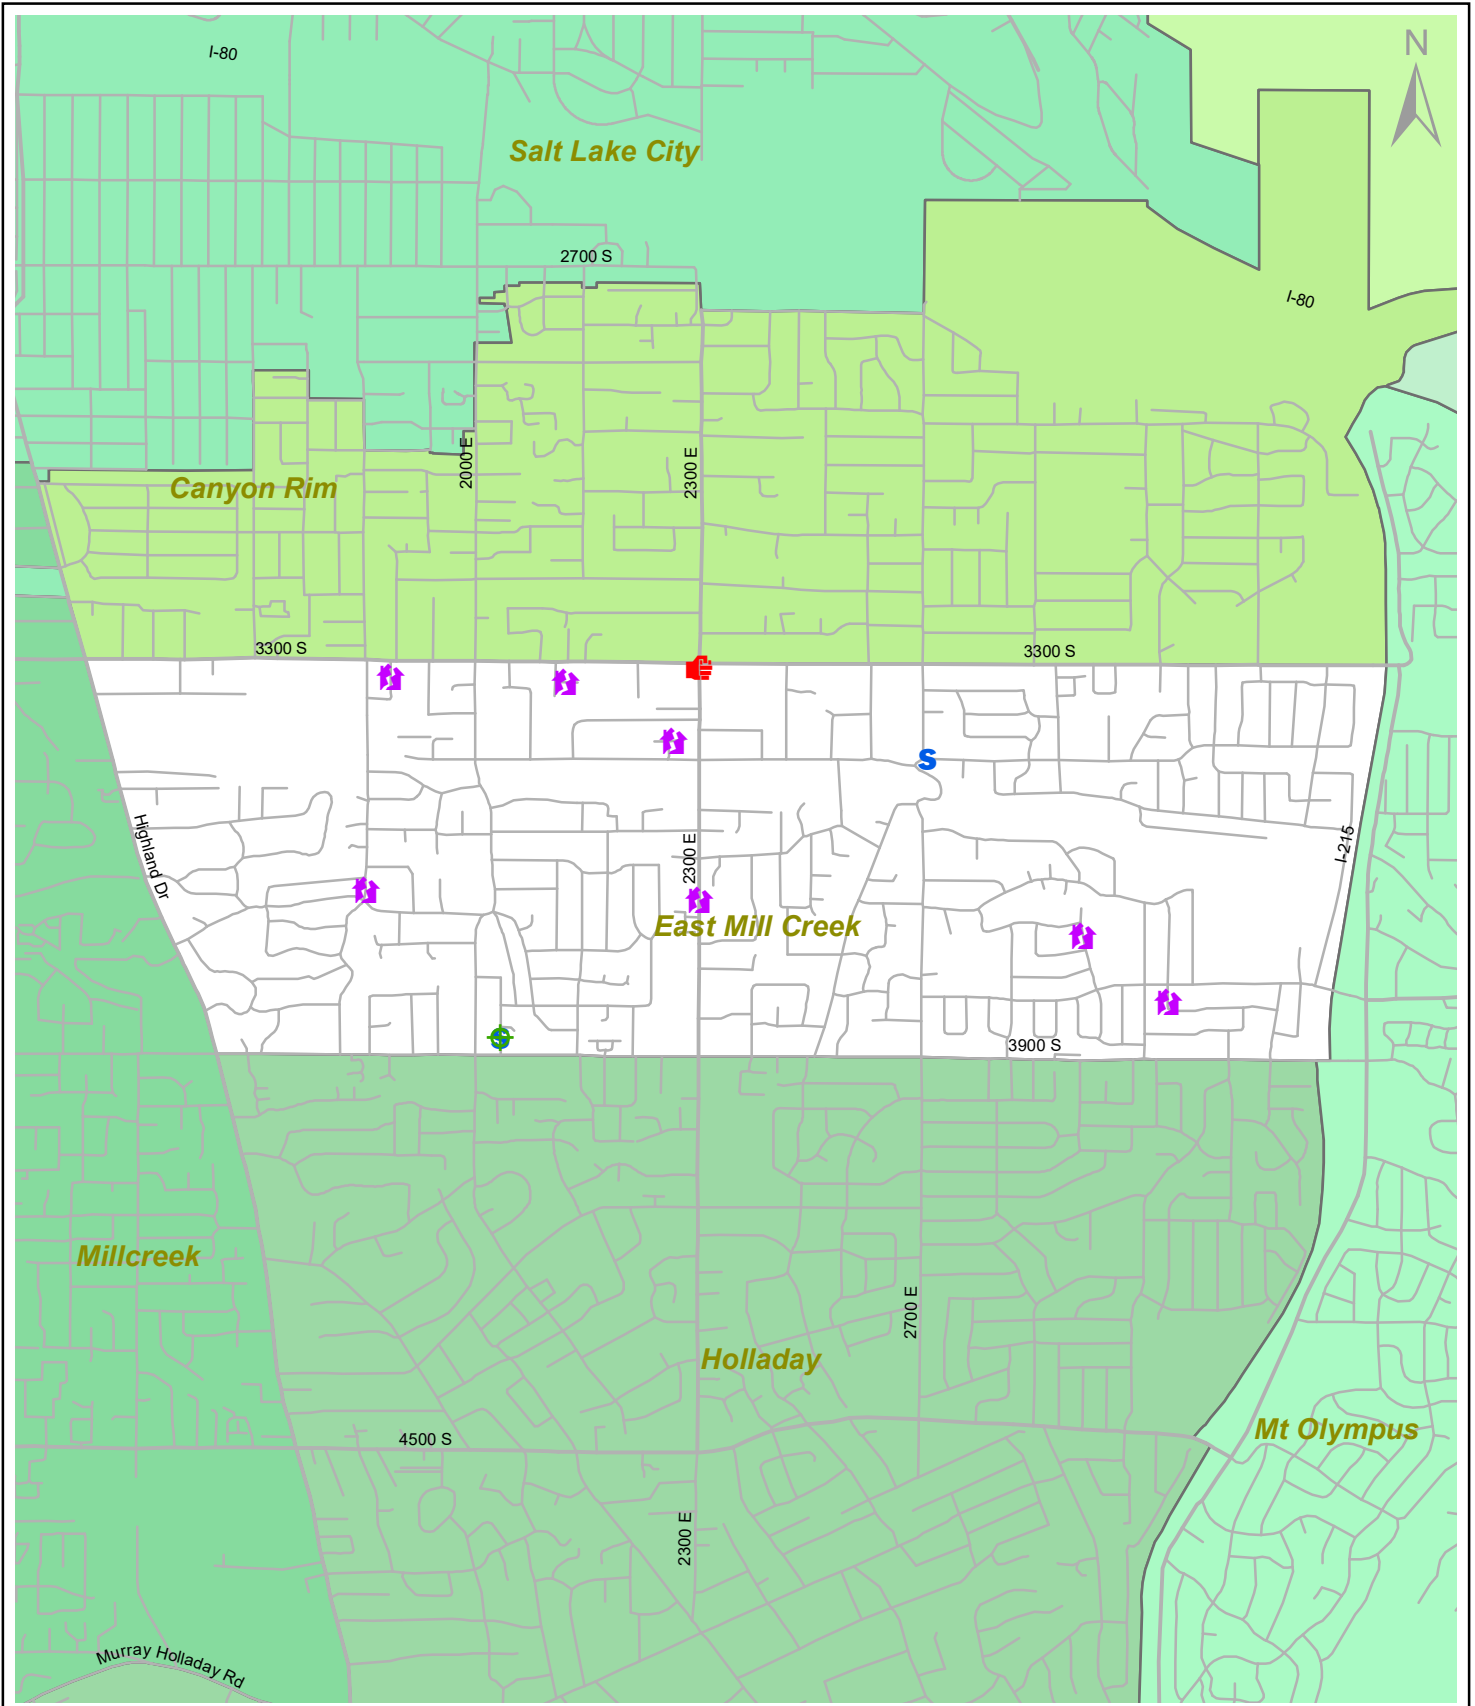 I-80
N
Salt Lake City
2700 S
I-80
2000 E
2300 E
Canyon Rim
3300 S
3300 S
S
Highland Dr
2300 E
I-215
East Mill Creek
S
3900 S
Millcreek
2700 E
Holladay
4500 S
Mt Olympus
2300 E
Murray Holladay Rd